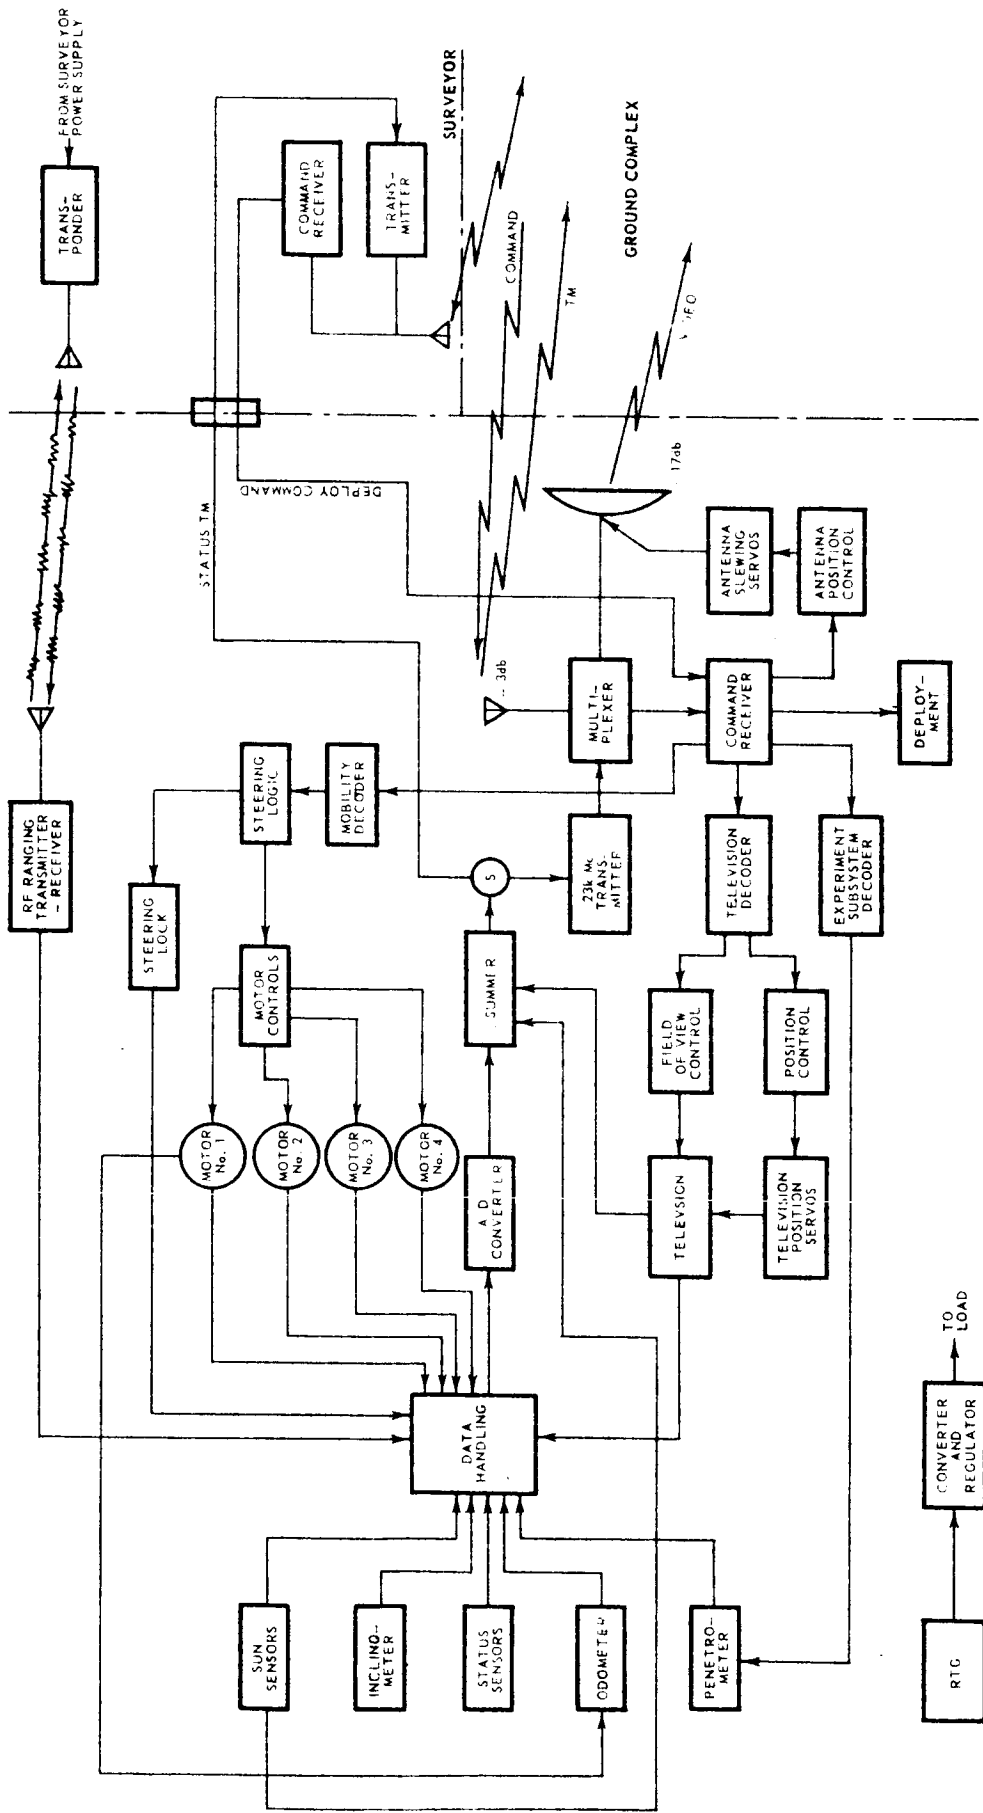 FROM SURVEYOR
POWER SUPPLY
TRANS-
PONDER
RF RANGING
TRANSMITTER
- RECEIVER
STEERING
LOCK
STEERING
LOGIC
MOBILITY
DECODER
MOTOR
CONTROLS
MOTOR
No. 1
MOTOR
No. 2
MOTOR
No. 3
MOTOR
No. 4
STATUS TM
DEPLOY COMMAND
COMMAND
RECEIVER
TRANS-
MITTER
SURVEYOR
GROUND COMPLEX
COMMAND
TM
17db
3db
SUN
SENSORS
INCLINO-
METER
STATUS
SENSORS
ODOMETER
PENETRO-
METER
DATA
HANDLING
A D
CONVERTER
SUMMER
S
23k Mc
TRANS-
MITTER
MULTI-
PLEXER
ANTENNA
SLEWING
SERVOS
ANTENNA
POSITION
CONTROL
COMMAND
RECEIVER
DEPLOY-
MENT
TELEVISION
DECODER
EXPERIMENT
SUBSYSTEM
DECODER
FIELD
OF VIEW
CONTROL
POSITION
CONTROL
TELEVSION
TELEVISION
POSITION
SERVOS
RTG
CONVERTER
AND
REGULATOR
TO
LOAD